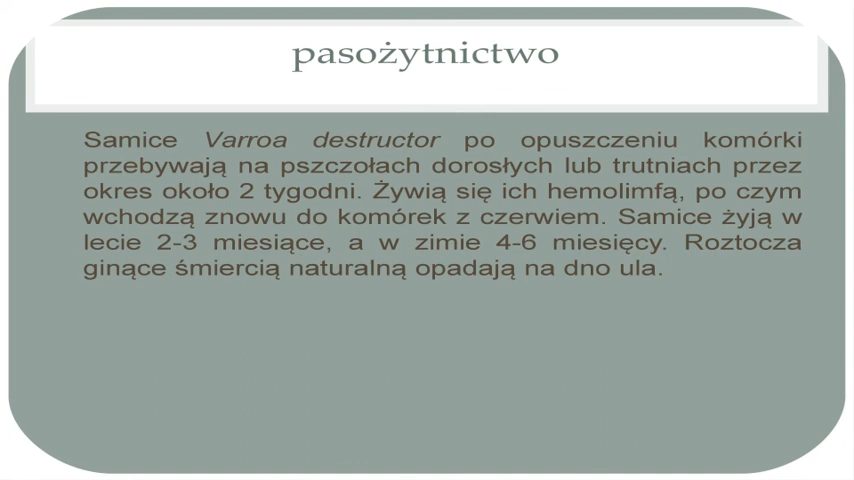 pasożytnictwo
Samice Varroa destructor po opuszczeniu komórki
przebywają na pszczołach dorosłych lub trutniach przez
okres około 2 tygodni. Żywią się ich hemolimfą, po czym
wchodzą znowu do komórek z czerwiem. Samice żyją w
lecie 2-3 miesiące, a w zimie 4-6 miesięcy. Roztocza
ginące śmiercią naturalną opadają na dno ula.